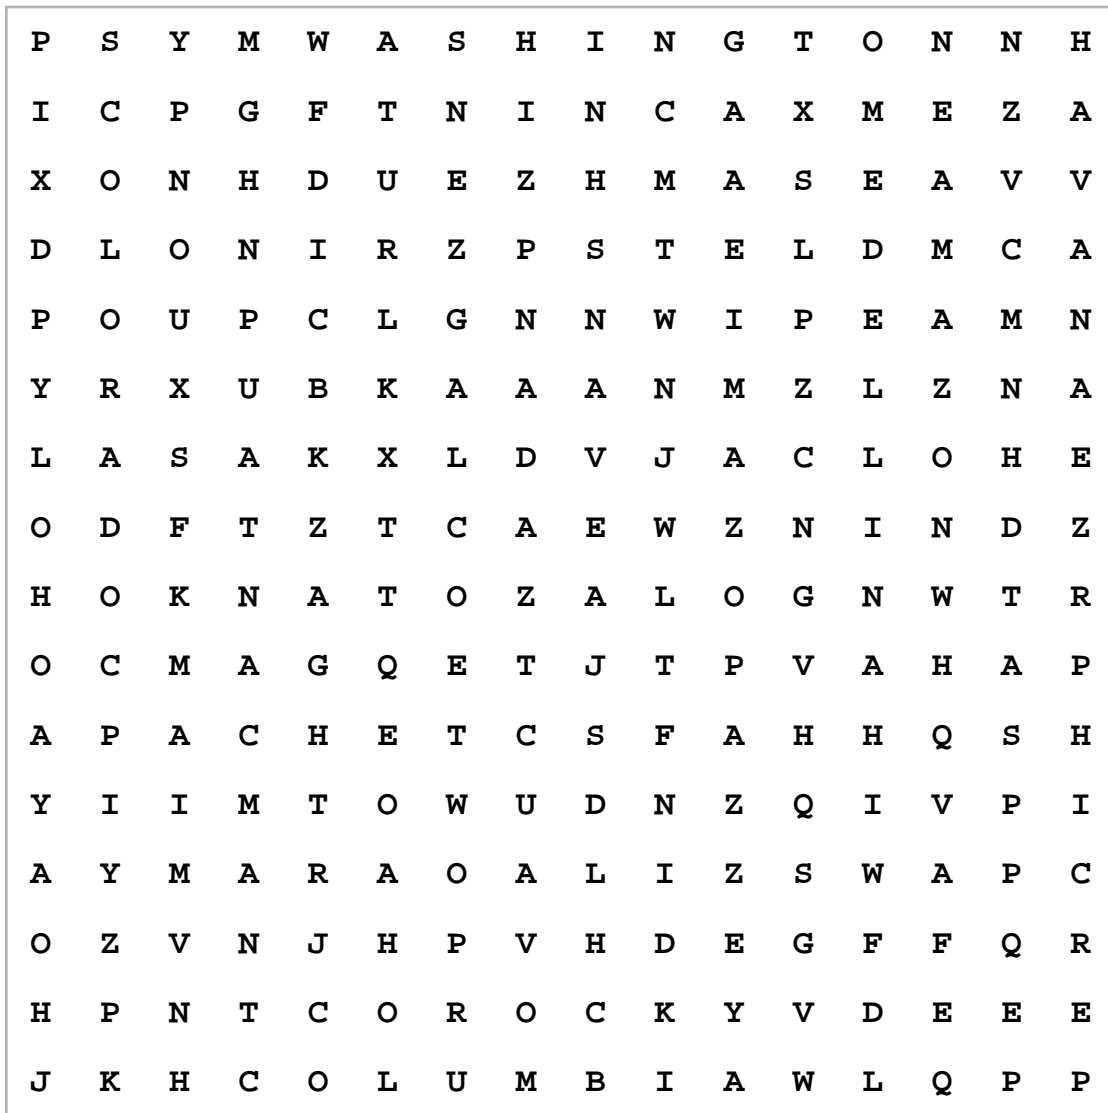 P S Y M W A S H I N G T O N N H
I C P G F T N I N C A X M E Z A
X O N H D U E Z H M A S E A V V
D L O N I R Z P S T E L D M C A
P O U P C L G N N W I P E A M N
Y R X U B K A A A N M Z L Z N A
L A S A K X L D V J A C L O H E
O D F T Z T C A E W Z N I N D Z
H O K N A T O Z A L O G N W T R
O C M A G Q E T J T P V A H A P
A P A C H E T C S F A H H Q S H
Y I I M T O W U D N Z Q I V P I
A Y M A R A O A L I Z S W A P C
O Z V N J H P V H D E G F F Q R
H P N T C O R O C K Y V D E E E
J K H C O L U M B I A W L Q P P